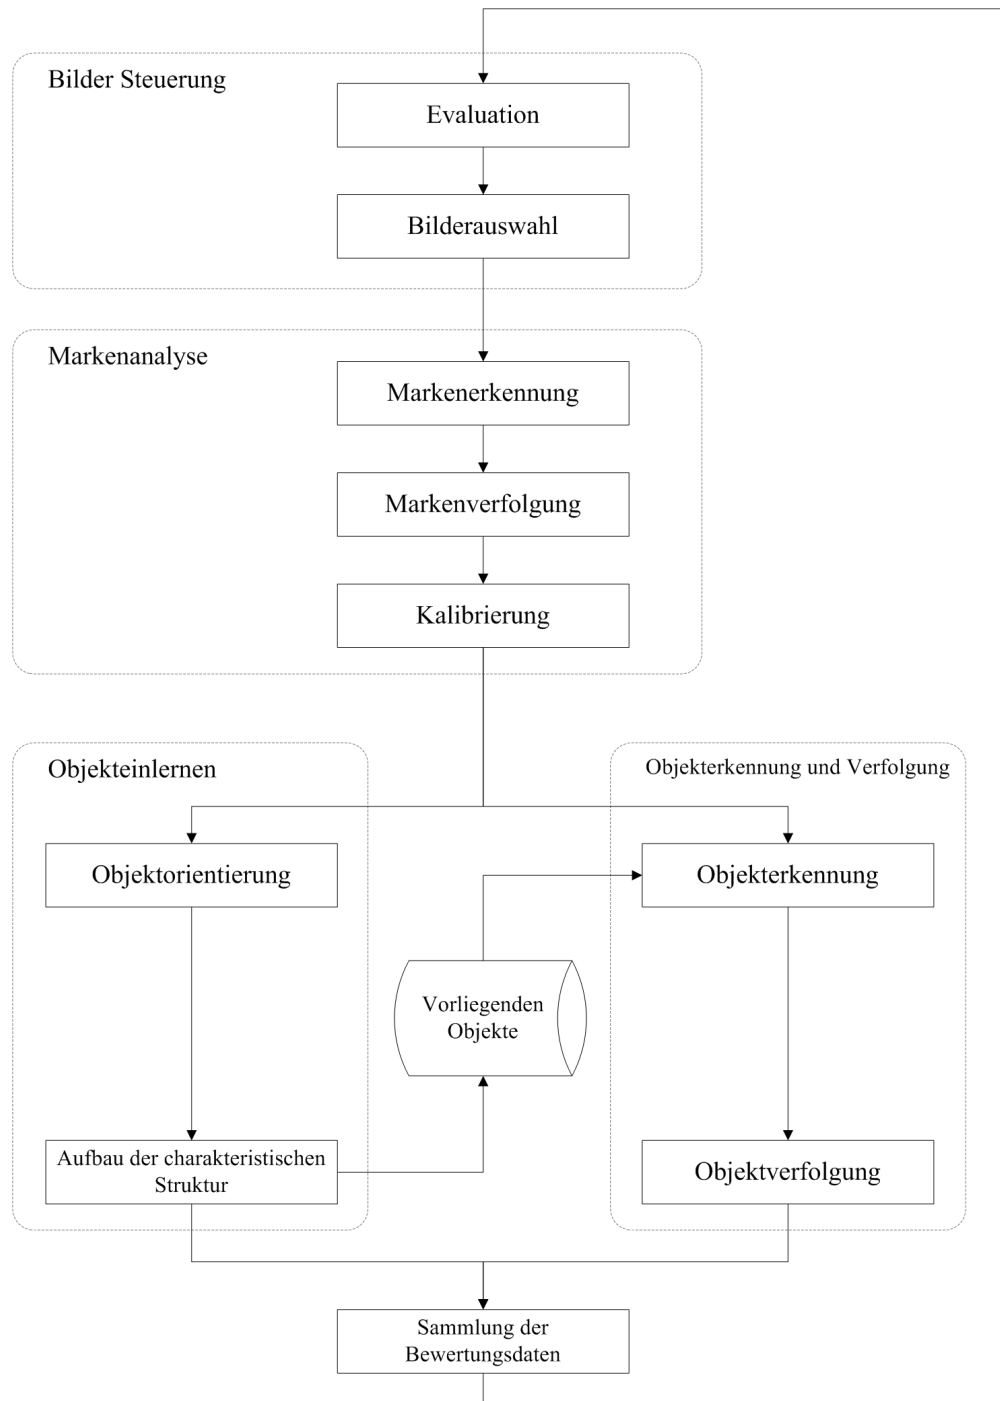 Bilder Steuerung
Evaluation
Bilderauswahl
Markenanalyse
Markenerkennung
Markenverfolgung
Kalibrierung
Objekteinlernen
Objekterkennung und Verfolgung
Objektorientierung
Objekterkennung
Vorliegenden
Objekte
Aufbau der charakteristischen
Struktur
Objektverfolgung
Sammlung der
Bewertungsdaten